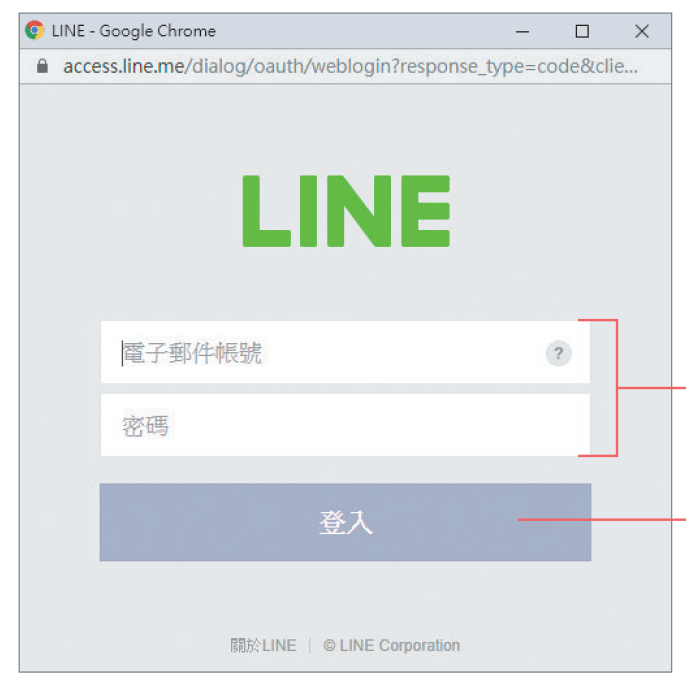 LINE - Google Chrome
access.line.me/dialog/oauth/weblogin?response_type=code&clie...
LINE
電子郵件帳號 ?
密碼
登入
關於LINE | © LINE Corporation